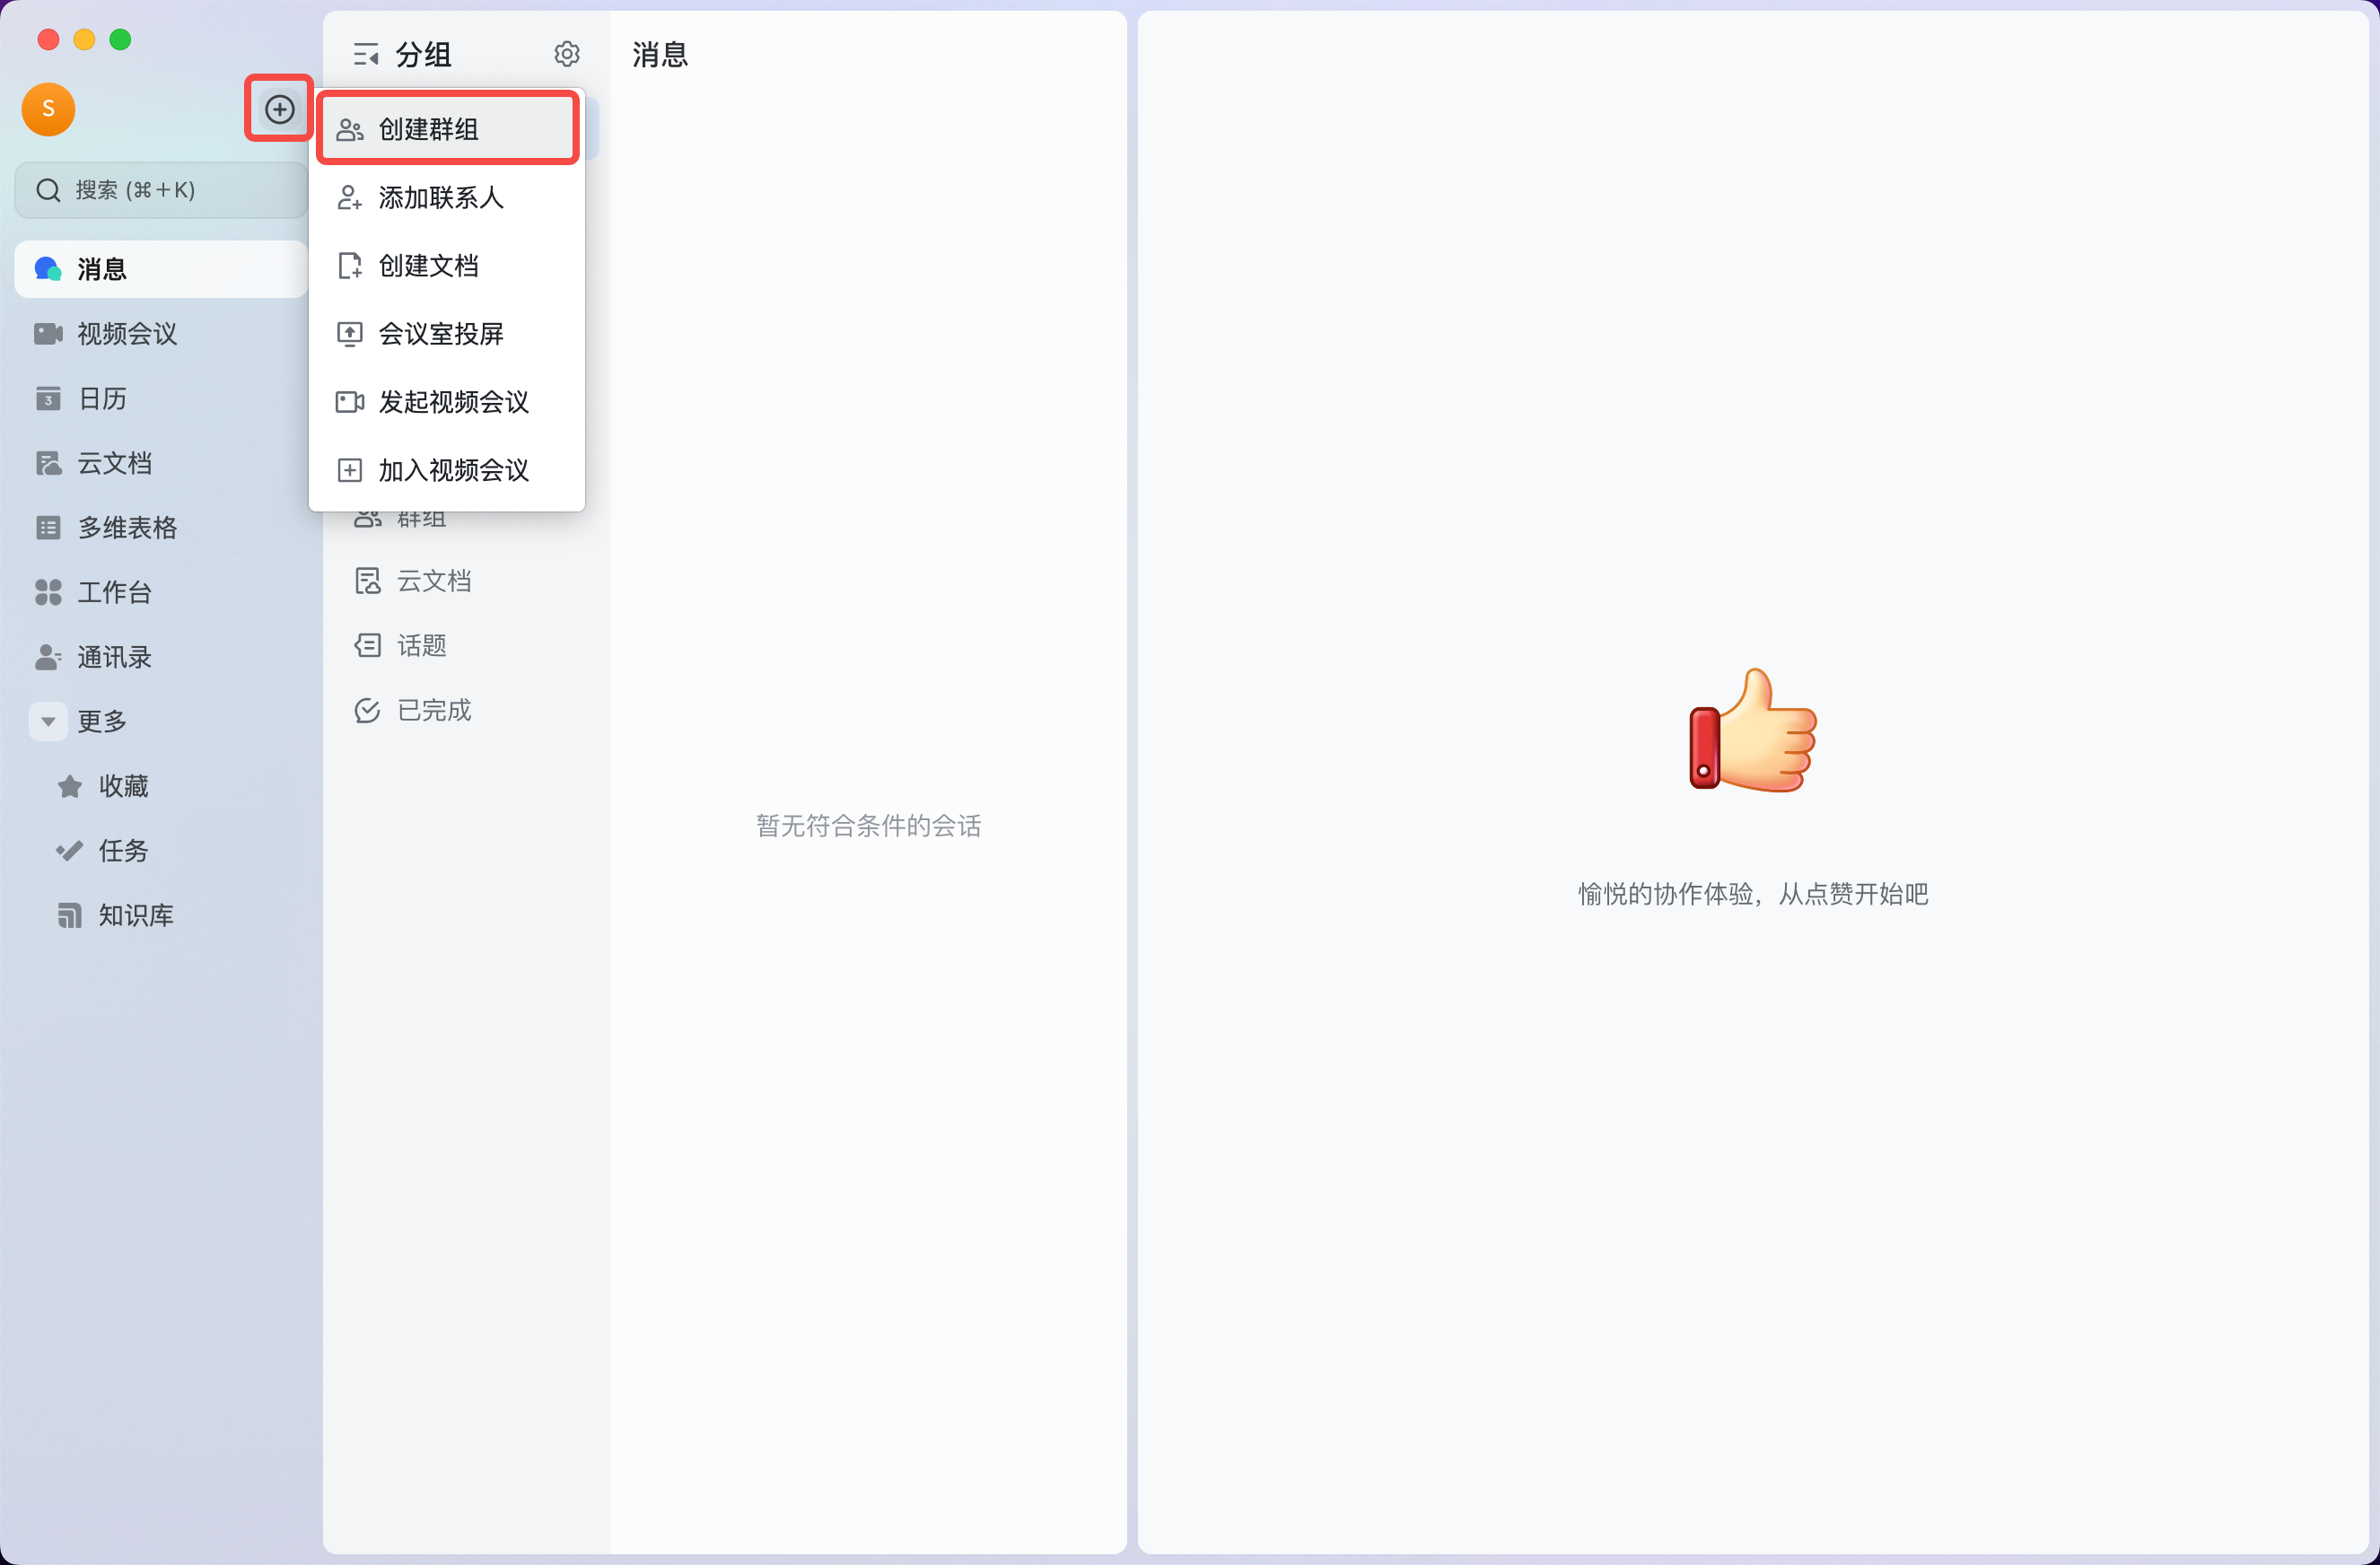 分组
消息
S
创建群组
搜索 (⌘+K)
添加联系人
消息
创建文档
视频会议
会议室投屏
日历
3
发起视频会议
云文档
加入视频会议
多维表格
群组
工作台
云文档
通讯录
话题
更多
已完成
收藏
任务
知识库
暂无符合条件的会话
愉悦的协作体验，从点赞开始吧